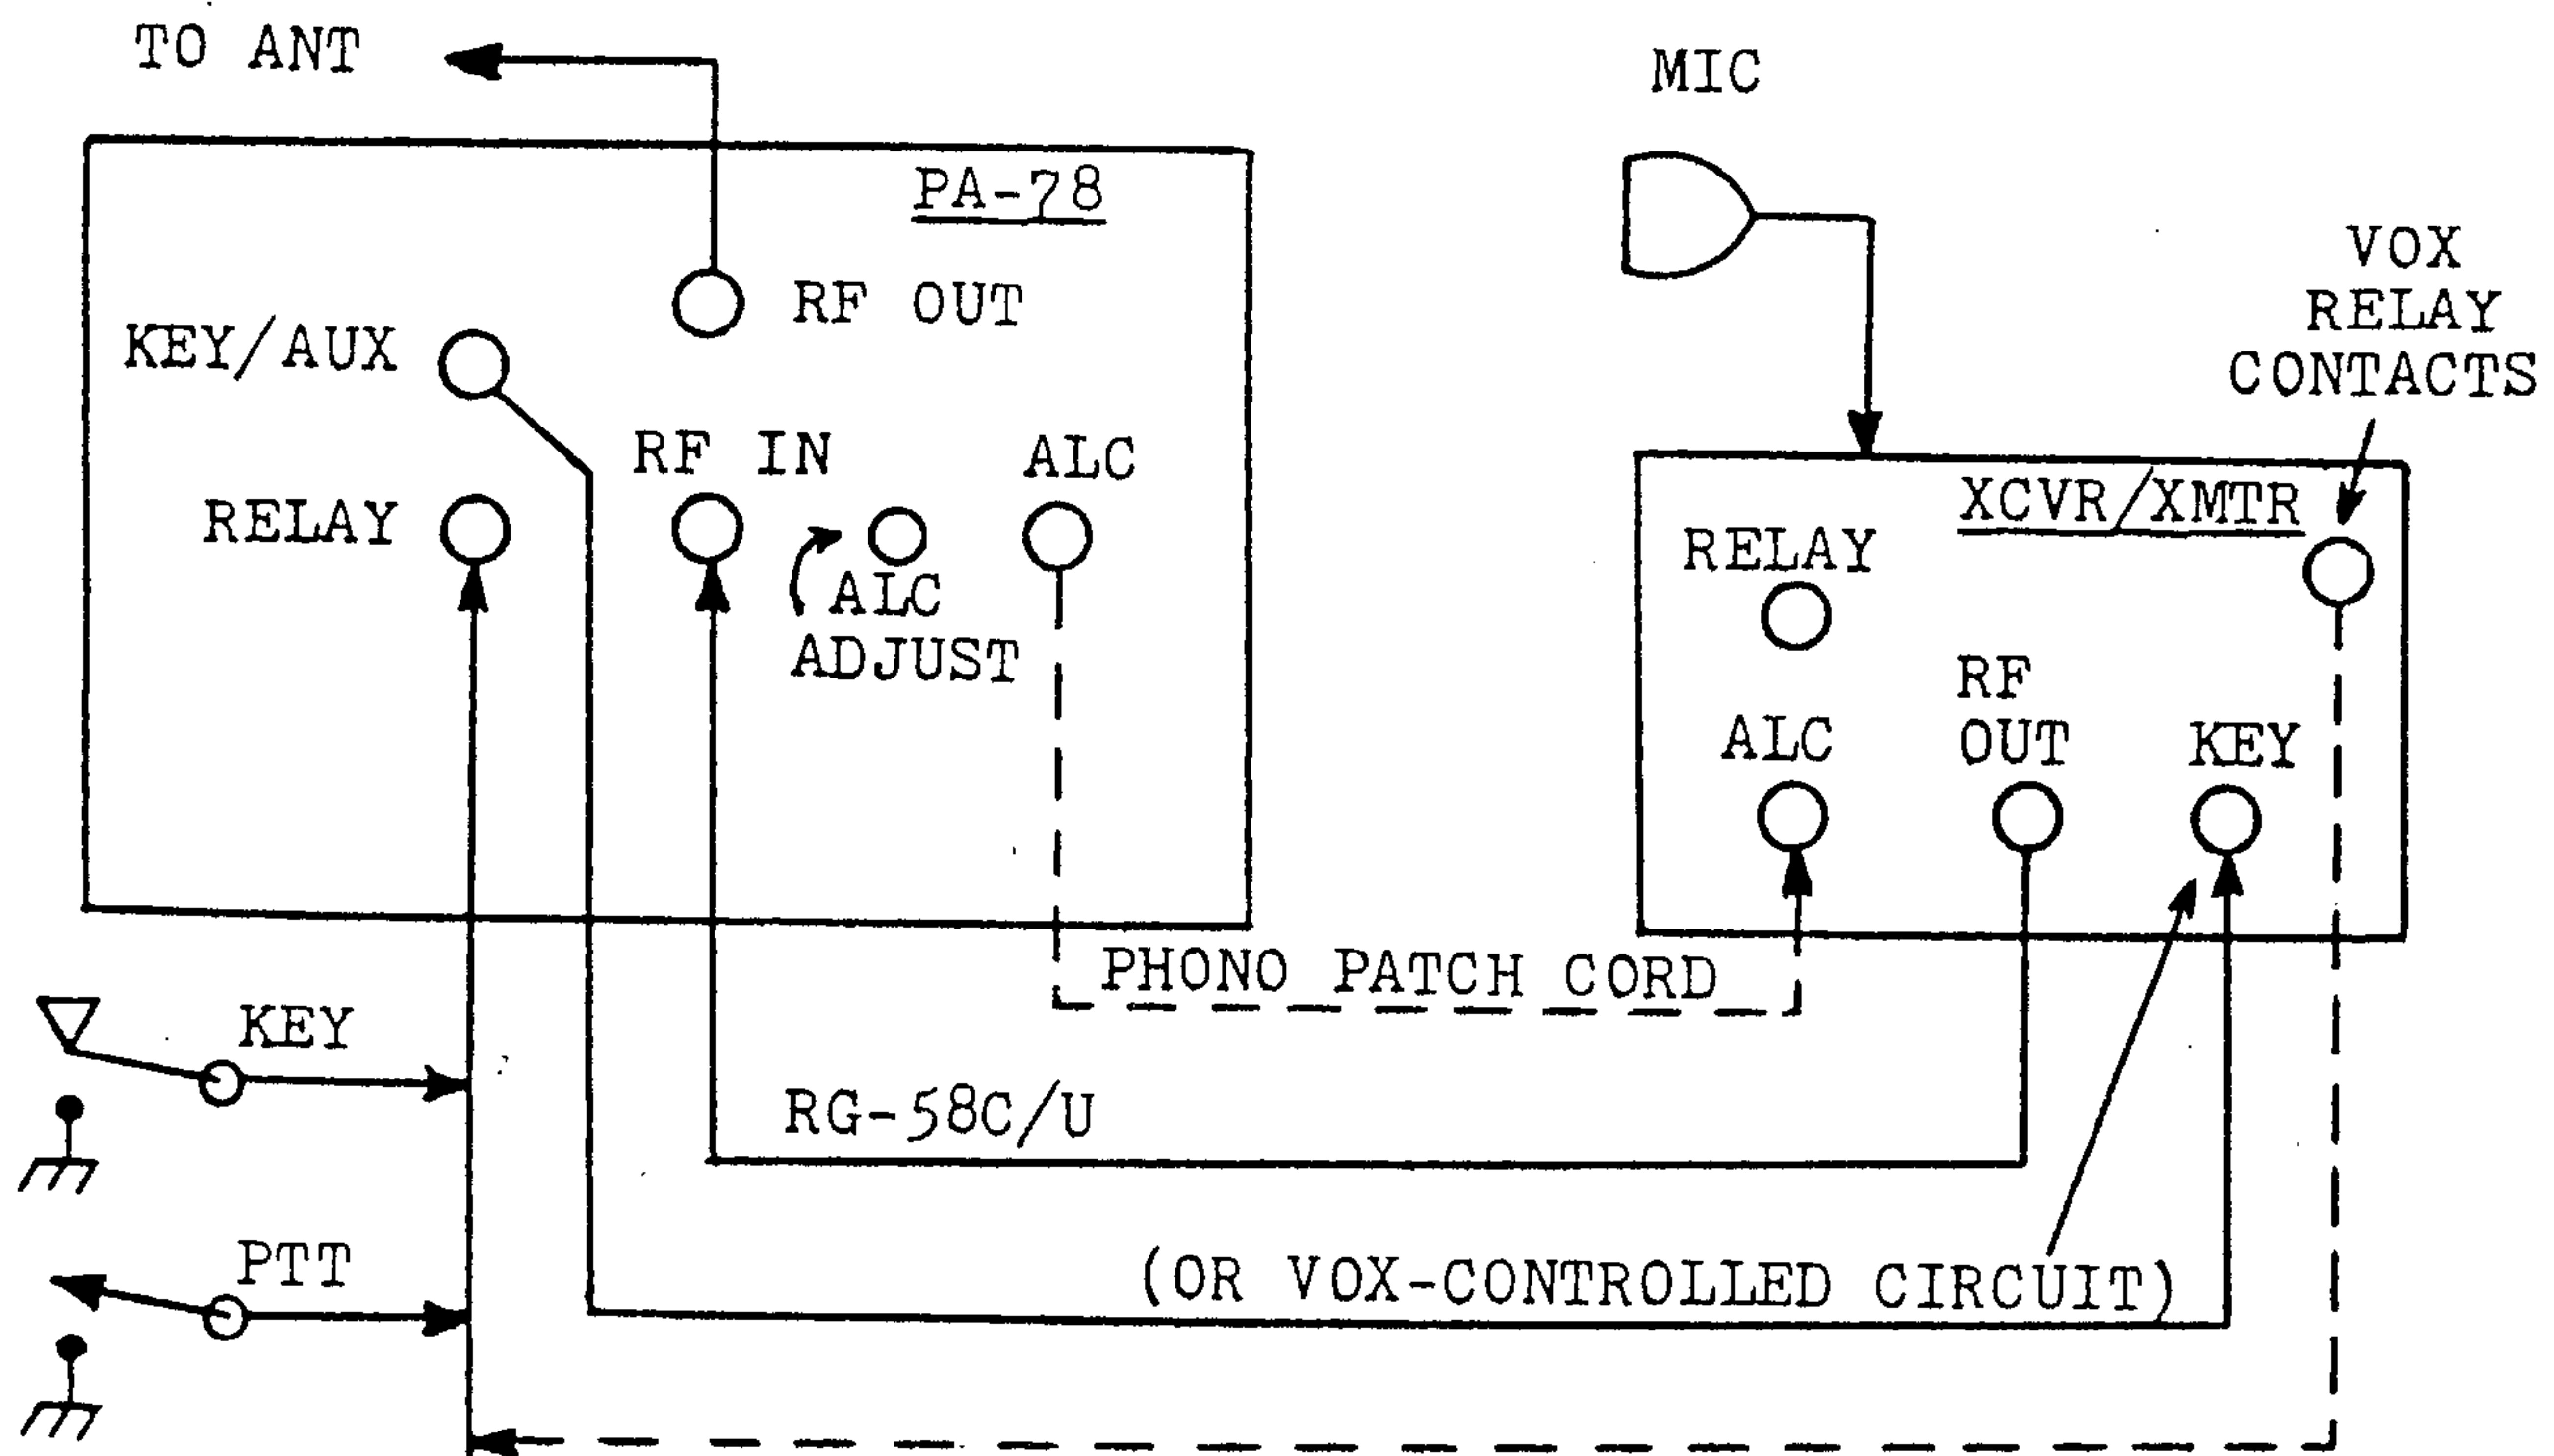 TO ANT
PA-78
RF OUT
KEY/AUX
RF IN
ALC
RELAY
ALC
ADJUST
MIC
VOX
RELAY
CONTACTS
XCVR/XMTR
RELAY
RF
OUT
ALC
KEY
PHONO PATCH CORD
KEY
RG-58C/U
PTT
(OR VOX-CONTROLLED CIRCUIT)